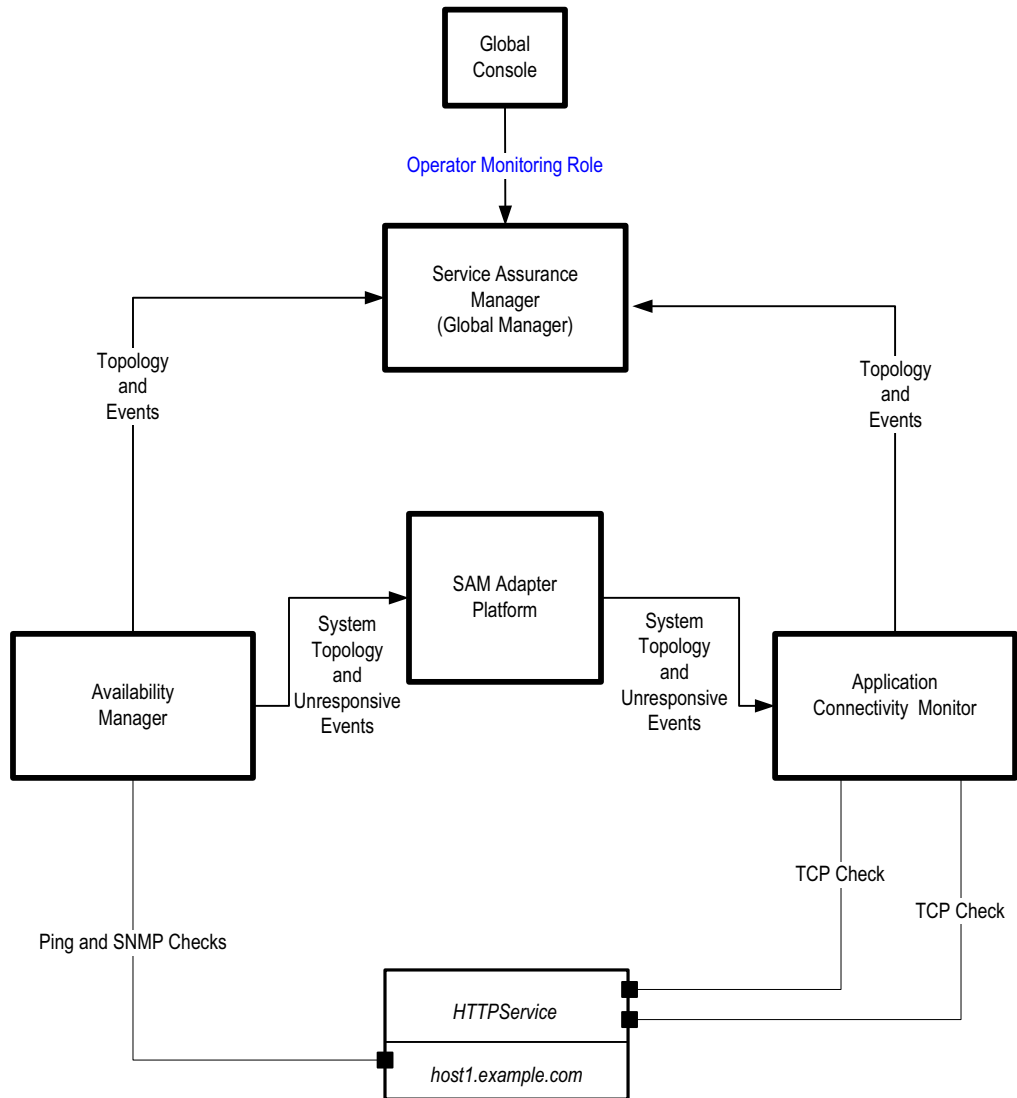 Global
Console
Operator Monitoring Role
Service Assurance
Manager
(Global Manager)
Topology
and
Events
Topology
and
Events
SAM Adapter
Platform
System
Topology
and
Unresponsive
Events
System
Topology
and
Unresponsive
Events
Availability
Manager
Application
Connectivity Monitor
TCP Check
TCP Check
Ping and SNMP Checks
HTTPService
host1.example.com